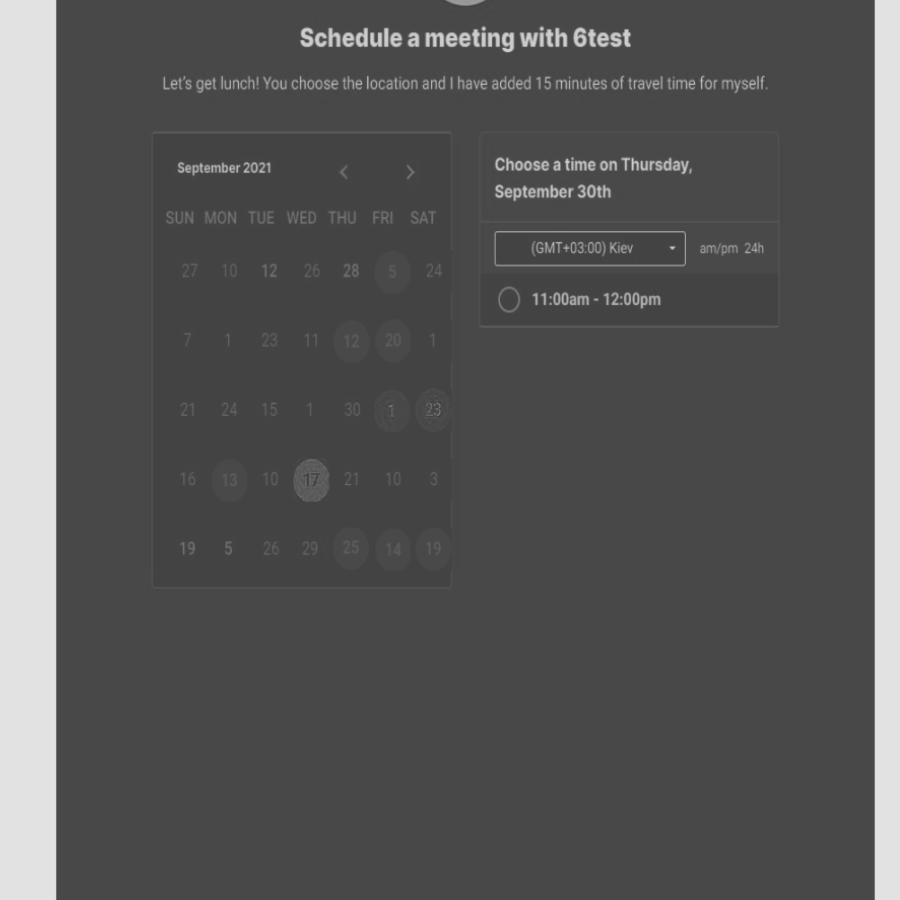 Schedule a meeting with 6test
Let's get lunch! You choose the location and I have added 15 minutes of travel time for myself.
September 2021
SUN MON TUE WED THU FRI SAT
27 10 12 26 28 5 24
7 1 23 11 12 20 1
21 24 15 1 30 1 23
16 13 10 17 21 10 3
19 5 26 29 25 14 19
Choose a time on Thursday,
September 30th
(GMT+03:00) Kiev am/pm 24h
11:00am - 12:00pm